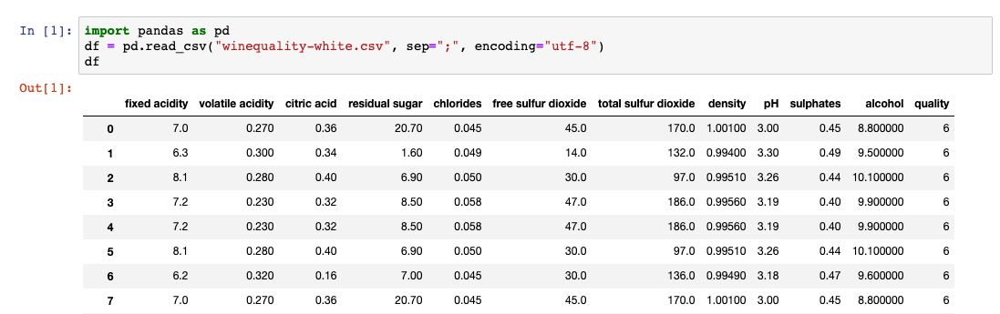 In [1]: import pandas as pd
df = pd.read_csv("winequality-white.csv", sep=";", encoding="utf-8")
df
Out[1]:
fixed acidity volatile acidity citric acid residual sugar chlorides free sulfur dioxide total sulfur dioxide density pH sulphates alcohol quality
0 7.0 0.270 0.36 20.70 0.045 45.0 170.0 1.00100 3.00 0.45 8.800000 6
1 6.3 0.300 0.34 1.60 0.049 14.0 132.0 0.99400 3.30 0.49 9.500000 6
2 8.1 0.280 0.40 6.90 0.050 30.0 97.0 0.99510 3.26 0.44 10.100000 6
3 7.2 0.230 0.32 8.50 0.058 47.0 186.0 0.99560 3.19 0.40 9.900000 6
4 7.2 0.230 0.32 8.50 0.058 47.0 186.0 0.99560 3.19 0.40 9.900000 6
5 8.1 0.280 0.40 6.90 0.050 30.0 97.0 0.99510 3.26 0.44 10.100000 6
6 6.2 0.320 0.16 7.00 0.045 30.0 136.0 0.99490 3.18 0.47 9.600000 6
7 7.0 0.270 0.36 20.70 0.045 45.0 170.0 1.00100 3.00 0.45 8.800000 6